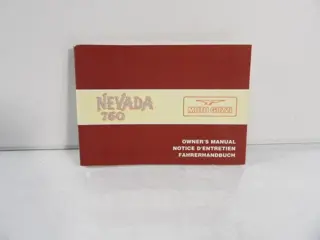 NEVADA
750
MOTO GUZZI
OWNER'S MANUAL
NOTICE D'ENTRETIEN
FAHRERHANDBUCH